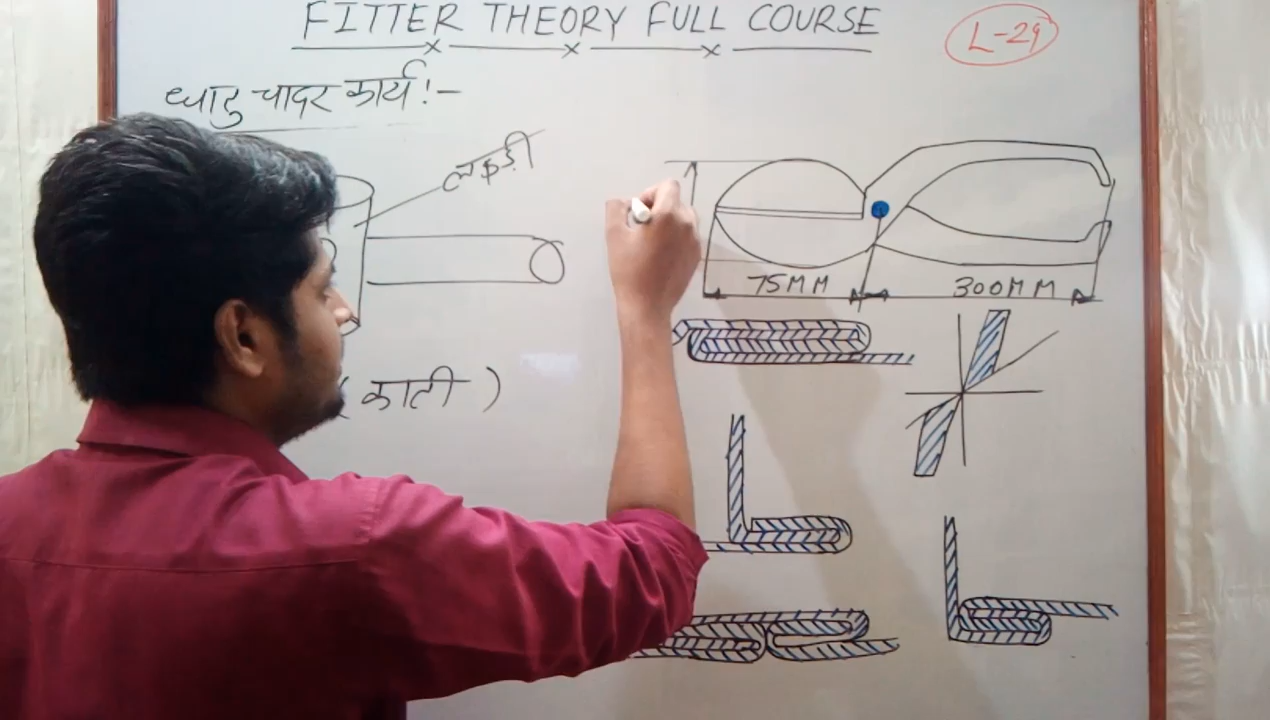 FITTER THEORY FULL COURSE
L-29
धातु चादर कार्य :-
लकड़ी
75MM
300MM
( काटी )